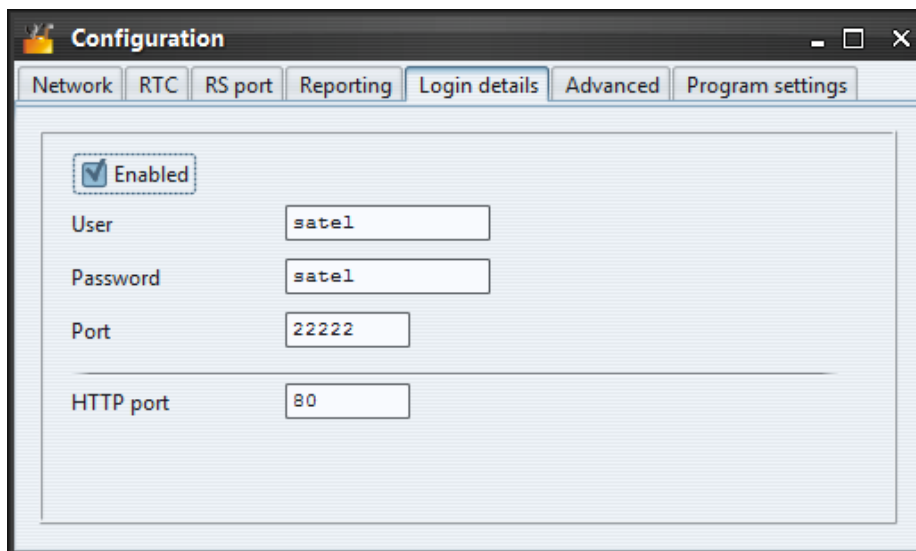 Configuration
Network RTC RS port Reporting Login details Advanced Program settings
Enabled
User satel
Password satel
Port 22222
HTTP port 80